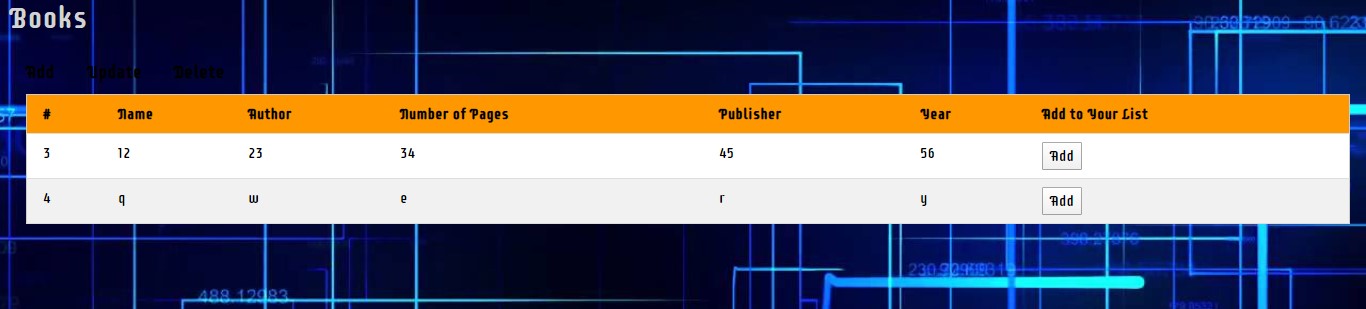 Books
Add Update Delete
# Name Author Number of Pages Publisher Year Add to Your List
3 12 23 34 45 56 Add
4 q w e r y Add
488.12983